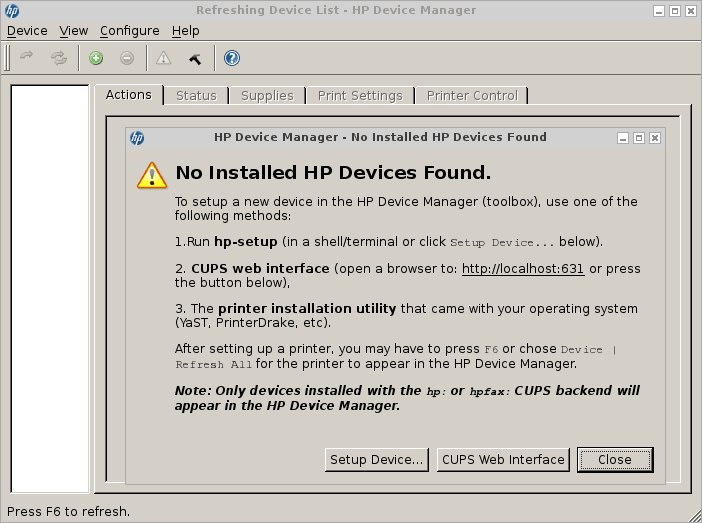 hp Refreshing Device List - HP Device Manager
Device View Configure Help
Actions Status Supplies Print Settings Printer Control
hp HP Device Manager - No Installed HP Devices Found
No Installed HP Devices Found.
To setup a new device in the HP Device Manager (toolbox), use one of the
following methods:
1.Run hp-setup (in a shell/terminal or click Setup Device... below).
2. CUPS web interface (open a browser to: http://localhost:631 or press
the button below),
3. The printer installation utility that came with your operating system
(YaST, PrinterDrake, etc).
After setting up a printer, you may have to press F6 or chose Device |
Refresh All for the printer to appear in the HP Device Manager.
Note: Only devices installed with the hp: or hpfax: CUPS backend will
appear in the HP Device Manager.
Setup Device... CUPS Web Interface Close
Press F6 to refresh.